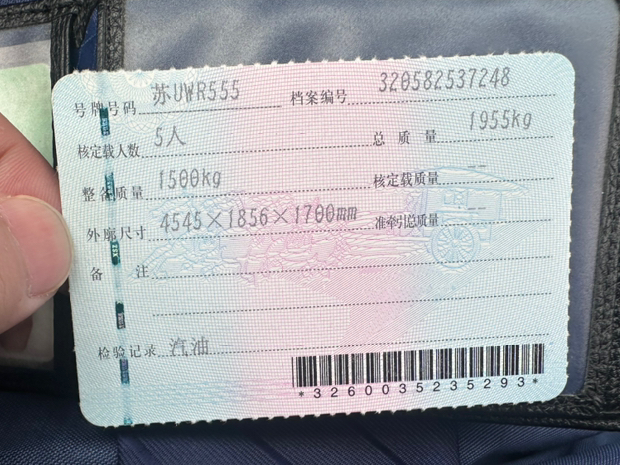 号牌号码 苏UWR555 档案编号 320582537248
核定载人数 5人 总质量 1955kg
整备质量 1500kg 核定载质量 --
外廓尺寸 4545×1856×1700mm 准牵引总质量 --
备注
检验记录 汽油
*3260035235293*